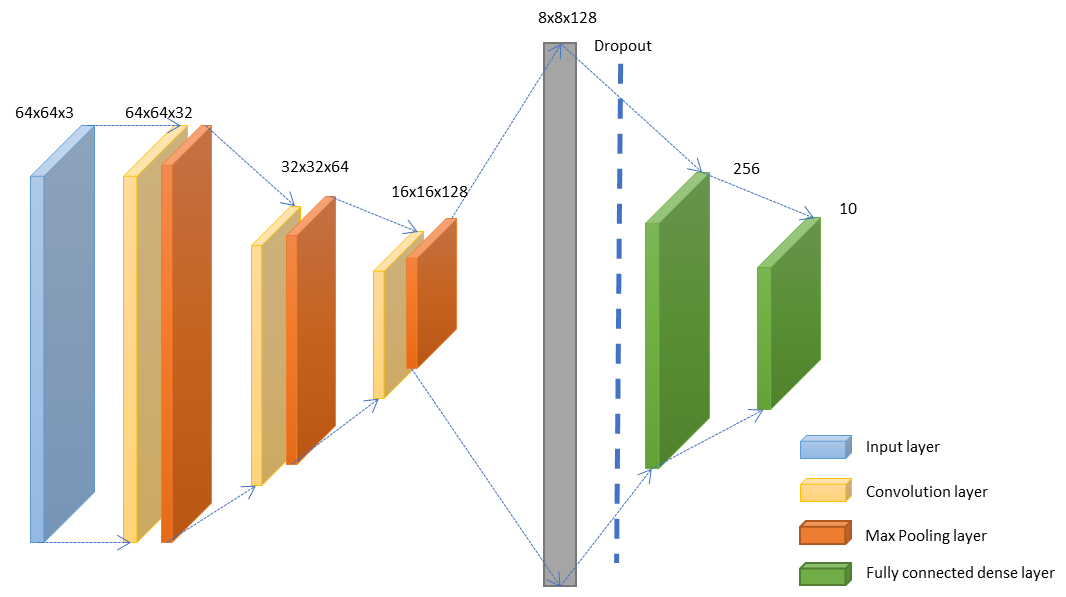 8x8x128
Dropout
64x64x3
64x64x32
32x32x64
16x16x128
256
10
Input layer
Convolution layer
Max Pooling layer
Fully connected dense layer